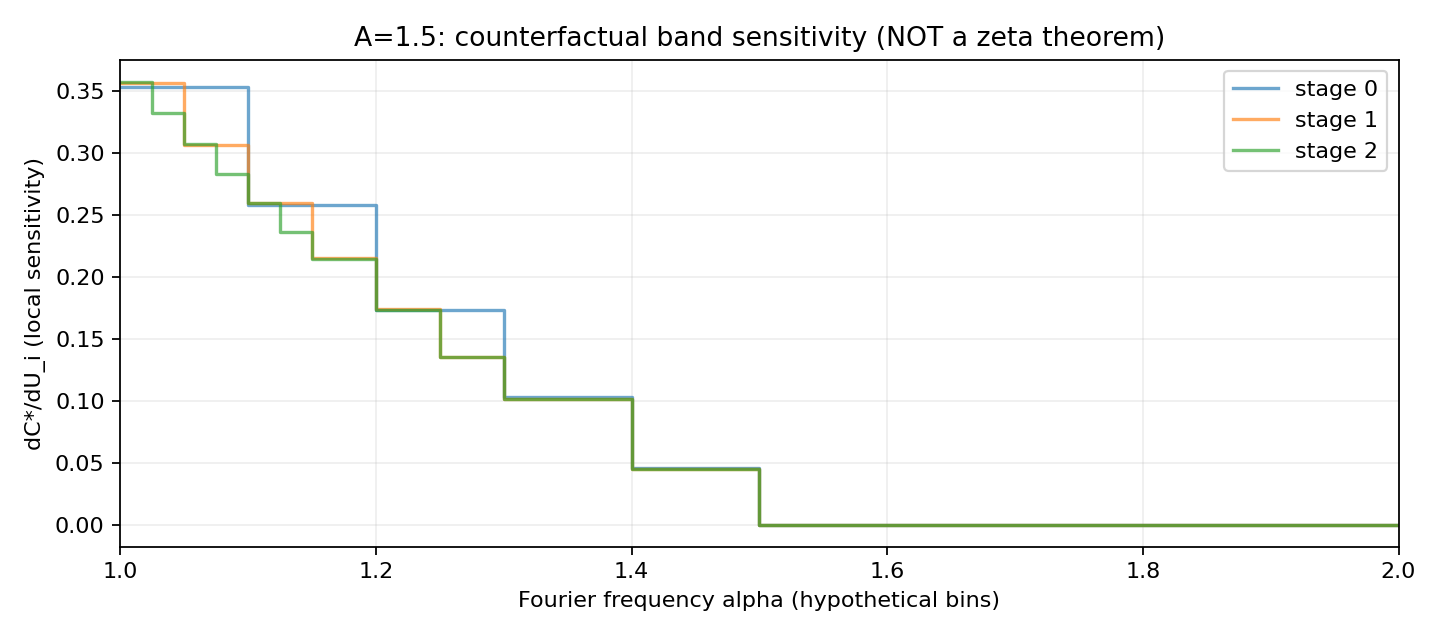 A=1.5: counterfactual band sensitivity (NOT a zeta theorem)
stage 0
stage 1
stage 2
dC*/dU_i (local sensitivity)
0.35
0.30
0.25
0.20
0.15
0.10
0.05
0.00
1.0 1.2 1.4 1.6 1.8 2.0
Fourier frequency alpha (hypothetical bins)